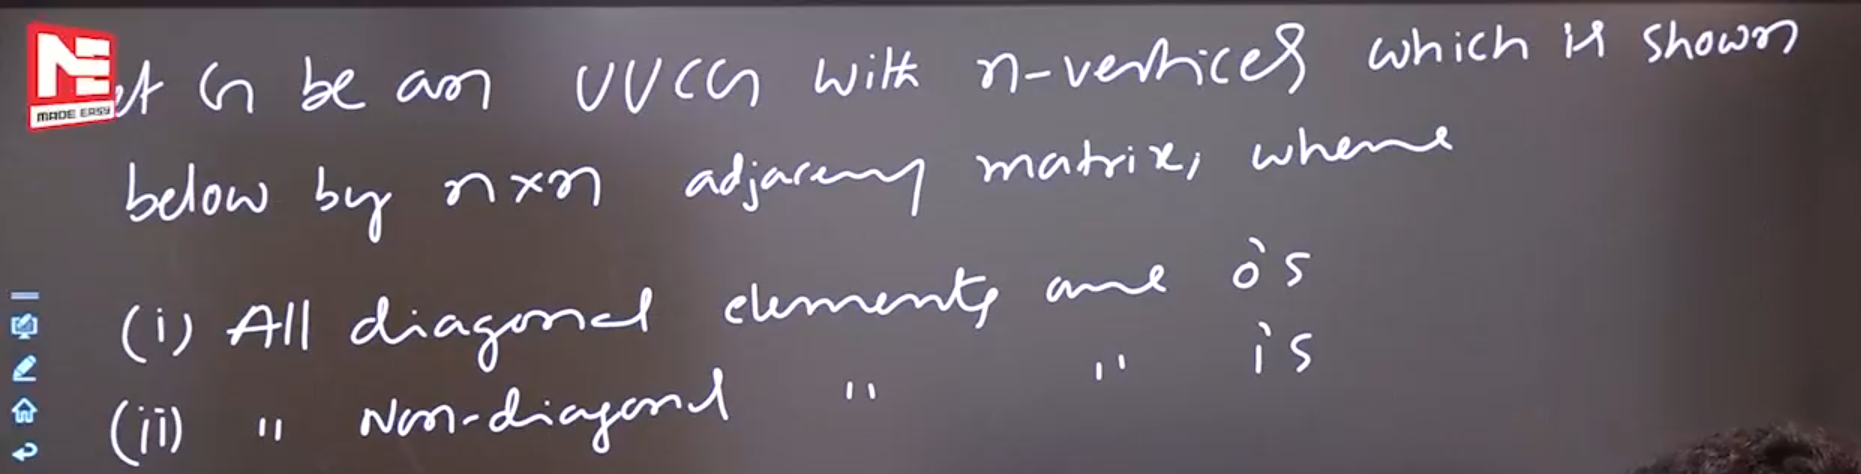 MADE EASY
Let G be an UUCG with n-vertices which is shown
below by n×n adjacency matrix, where
(i) All diagonal elements are 0's
(ii) " Non-diagonal " " 1's